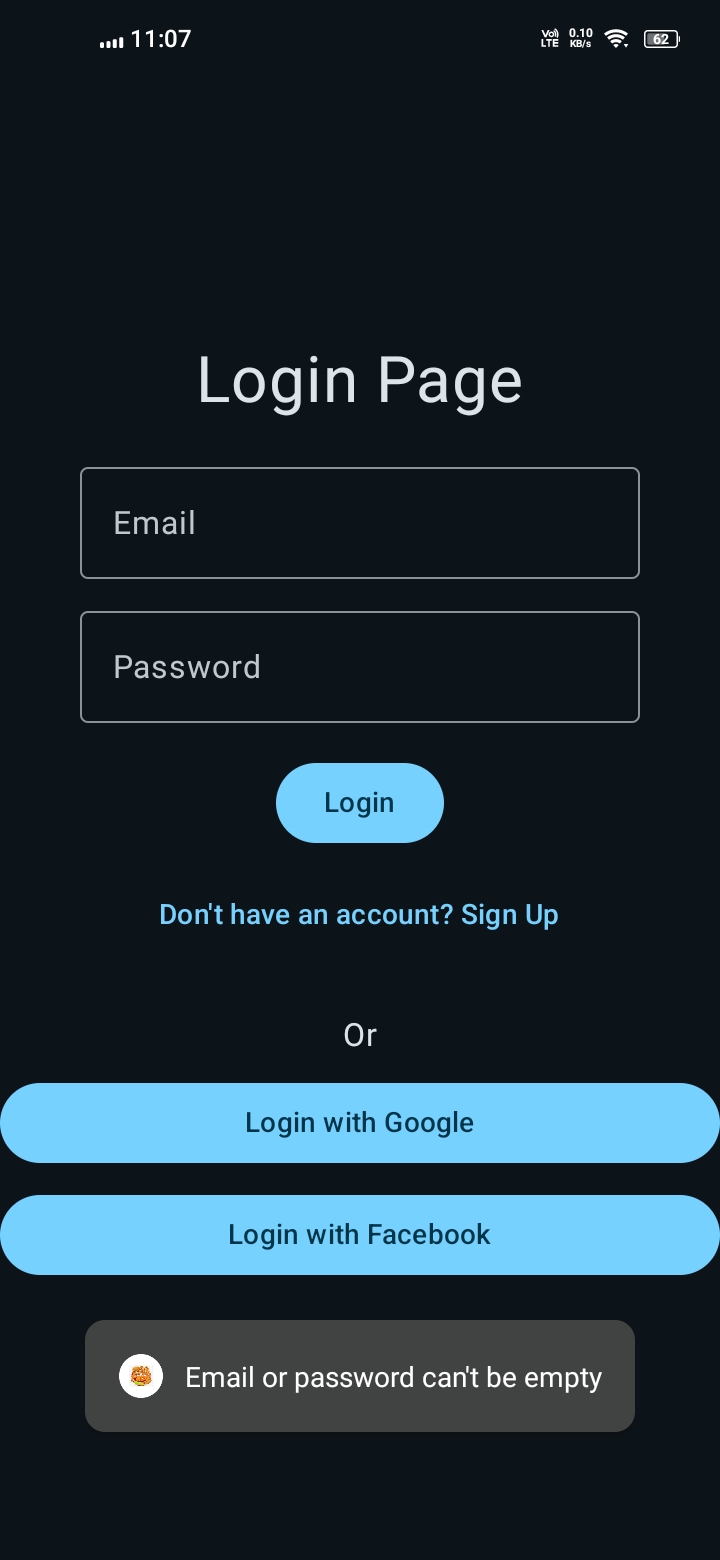 11:07 Vo) LTE 0.10 KB/s 62
Login Page
Email
Password
Login
Don't have an account? Sign Up
Or
Login with Google
Login with Facebook
Email or password can't be empty